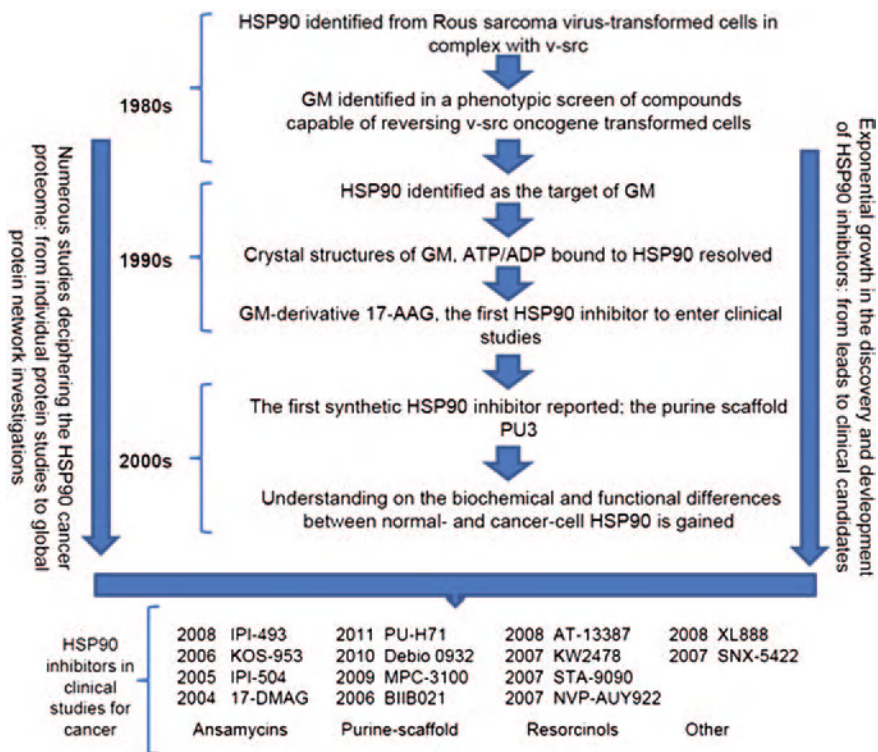 HSP90 identified from Rous sarcoma virus-transformed cells in
complex with v-src
1980s
GM identified in a phenotypic screen of compounds
capable of reversing v-src oncogene transformed cells
HSP90 identified as the target of GM
1990s
Crystal structures of GM, ATP/ADP bound to HSP90 resolved
GM-derivative 17-AAG, the first HSP90 inhibitor to enter clinical
studies
The first synthetic HSP90 inhibitor reported; the purine scaffold
PU3
2000s
Understanding on the biochemical and functional differences
between normal- and cancer-cell HSP90 is gained
Numerous studies deciphering the HSP90 cancer
proteome: from individual protein studies to global
protein network investigations
Exponential growth in the discovery and devleopment
of HSP90 inhibitors: from leads to clinical candidates
HSP90
inhibitors in
clinical
studies for
cancer
2008 IPI-493
2006 KOS-953
2005 IPI-504
2004 17-DMAG
Ansamycins
2011 PU-H71
2010 Debio 0932
2009 MPC-3100
2006 BIIB021
Purine-scaffold
2008 AT-13387
2007 KW2478
2007 STA-9090
2007 NVP-AUY922
Resorcinols
2008 XL888
2007 SNX-5422
Other